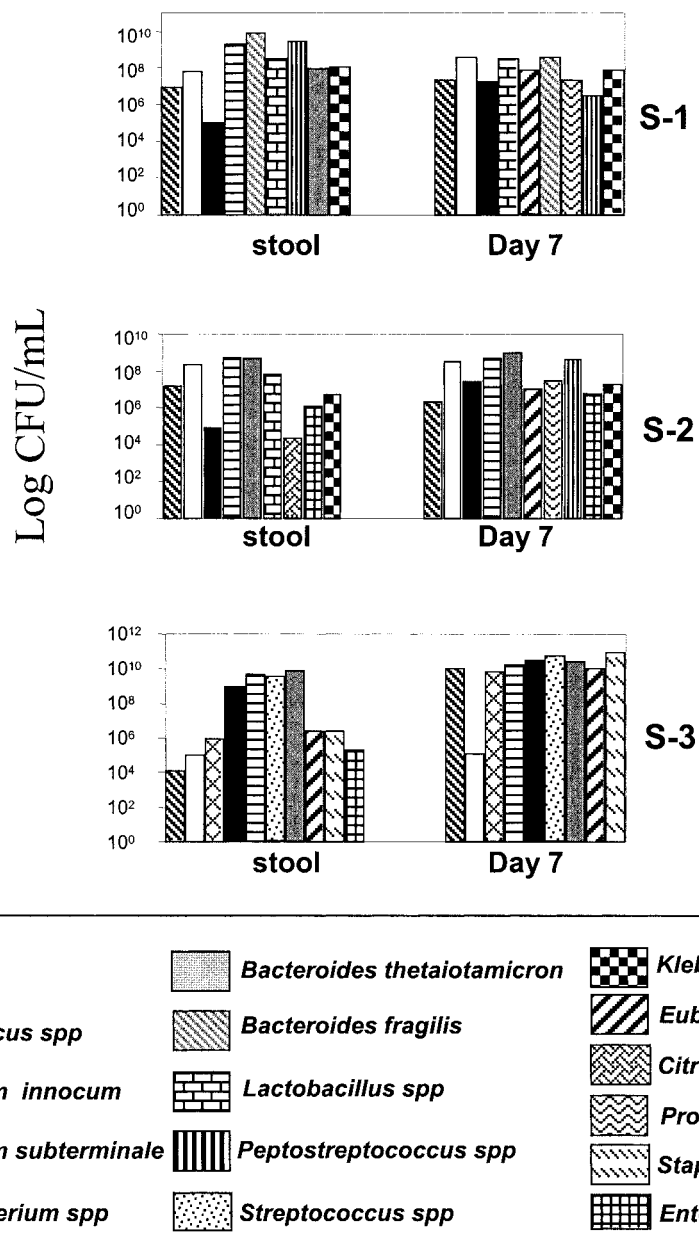 10¹⁰
10⁸
10⁶
10⁴
10²
10⁰
S-1
stool Day 7
Log CFU/mL
10¹⁰
10⁸
10⁶
10⁴
10²
10⁰
S-2
stool Day 7
10¹²
10¹⁰
10⁸
10⁶
10⁴
10²
10⁰
S-3
stool Day 7
cus spp
m innocum
m subterminale
erium spp
Bacteroides thetaiotamicron
Bacteroides fragilis
Lactobacillus spp
Peptostreptococcus spp
Streptococcus spp
Kleb
Eub
Citr
Pro
Stap
Ent